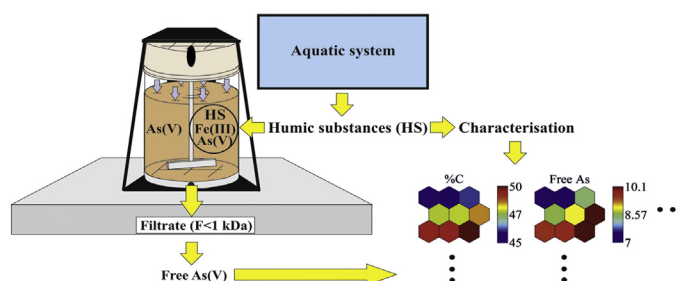 Aquatic system
HS
As(V)
Fe(III)
As(V)
Humic substances (HS)
Characterisation
%C
50
47
45
Free As
10.1
8.57
7
Filtrate (F<1 kDa)
Free As(V)